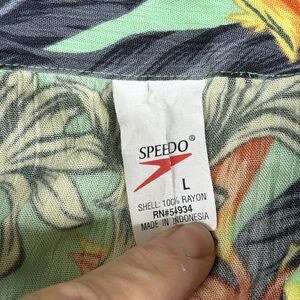 SPEEDO®
L
SHELL: 100% RAYON
RN#54934
MADE IN INDONESIA